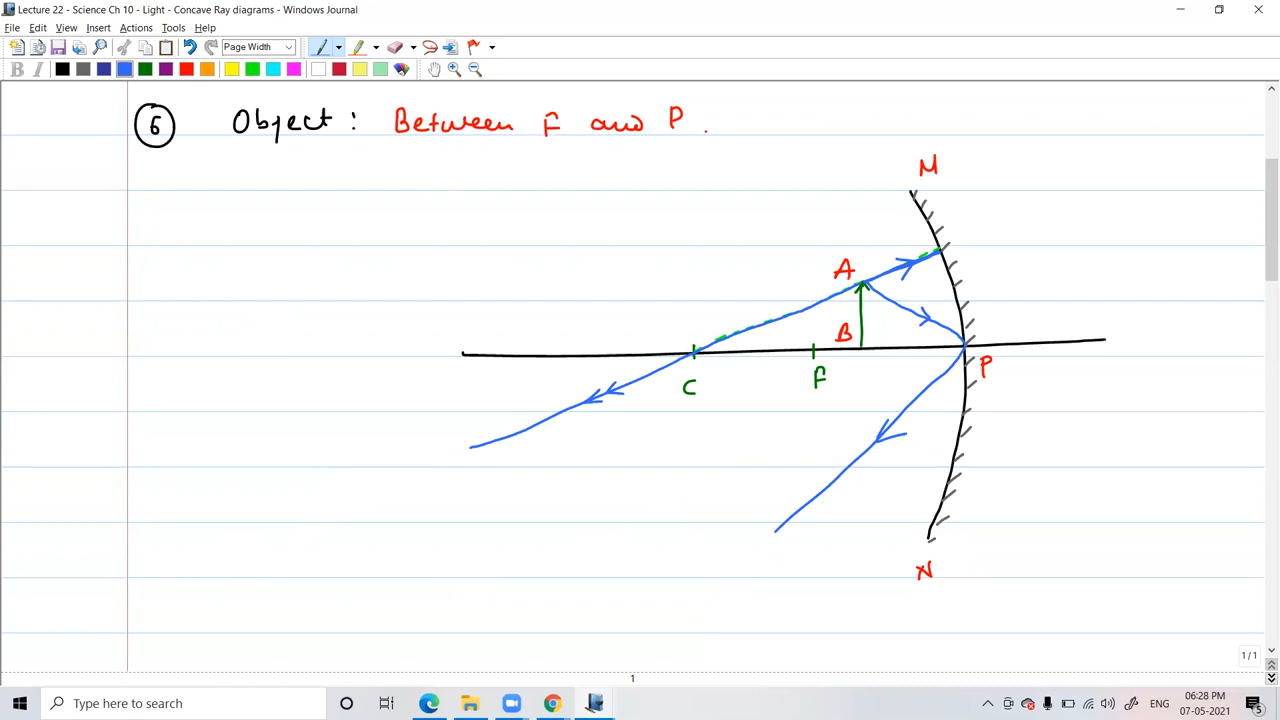 Lecture 22 - Science Ch 10 - Light - Concave Ray diagrams - Windows Journal
File Edit View Insert Actions Tools Help
Page Width
B I
6 Object: Between F and P.
M
A
B
C F P
N
1/1
1
Type here to search
ENG
06:28 PM
07-05-2021
5